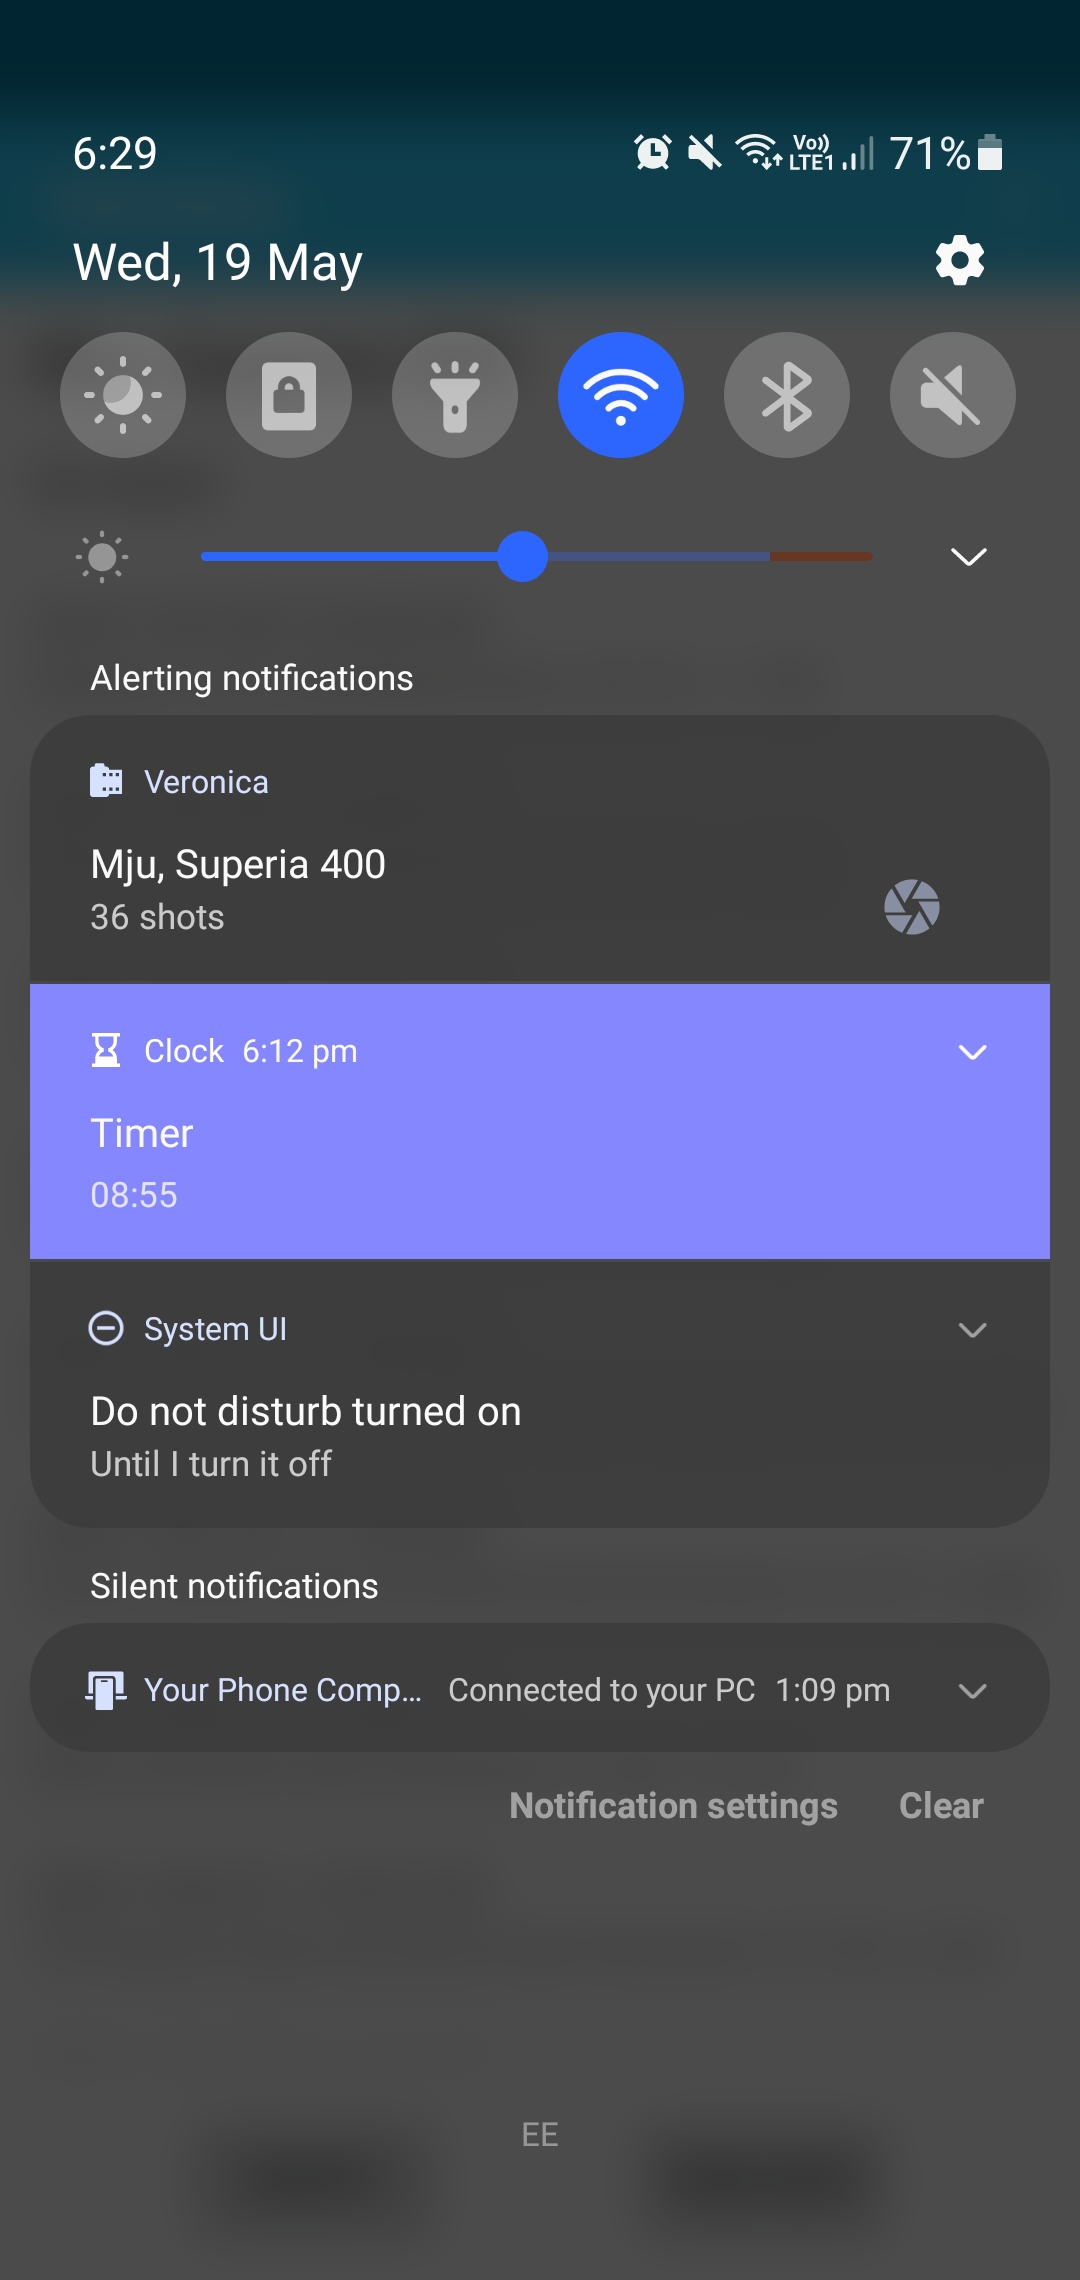 6:29 Vo)) LTE1 71%
Wed, 19 May
Alerting notifications
Veronica
Mju, Superia 400
36 shots
Clock 6:12 pm
Timer
08:55
System UI
Do not disturb turned on
Until I turn it off
Silent notifications
Your Phone Comp... Connected to your PC 1:09 pm
Notification settings Clear
EE